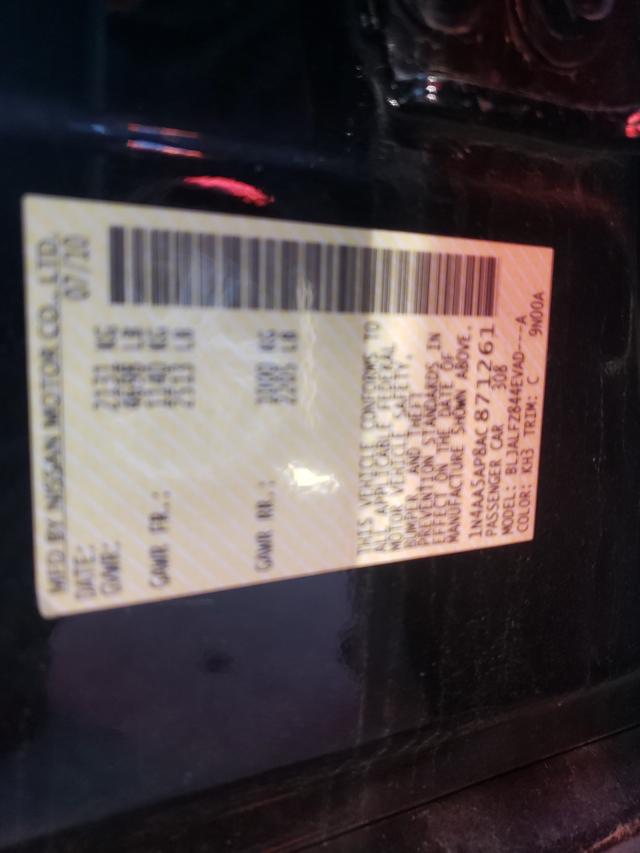 MFD BY NISSAN MOTOR CO., LTD.
DATE: 07/10
GVWR: 2131 KG
LB
GAWR FR.: 1140 KG
2513 LB
GAWR RR.: 1000 KG
2205 LB
THIS VEHICLE CONFORMS TO
ALL APPLICABLE FEDERAL
MOTOR VEHICLE SAFETY,
BUMPER, AND THEFT
PREVENTION STANDARDS IN
EFFECT ON THE DATE OF
MANUFACTURE SHOWN ABOVE.
1N4AA5AP8AC871261
PASSENGER CAR 308
MODEL: BLJALFZ844EVAD---A
COLOR: KH3 TRIM: C 9N00A